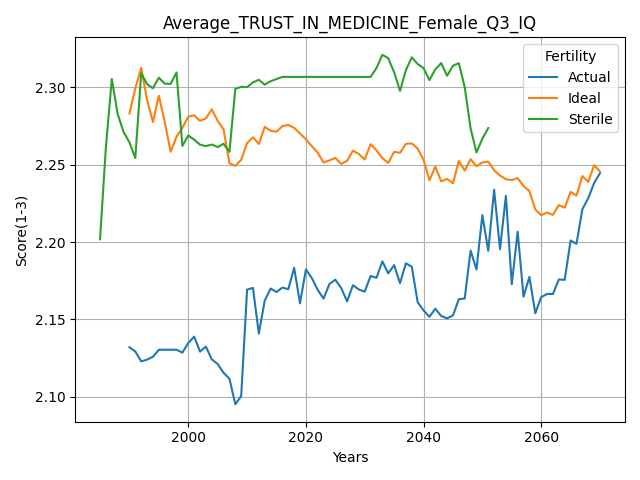 Average_TRUST_IN_MEDICINE_Female_Q3_IQ
Fertility
Actual
Ideal
Sterile
Score(1-3)
2.30
2.25
2.20
2.15
2.10
2000
2020
2040
2060
Years